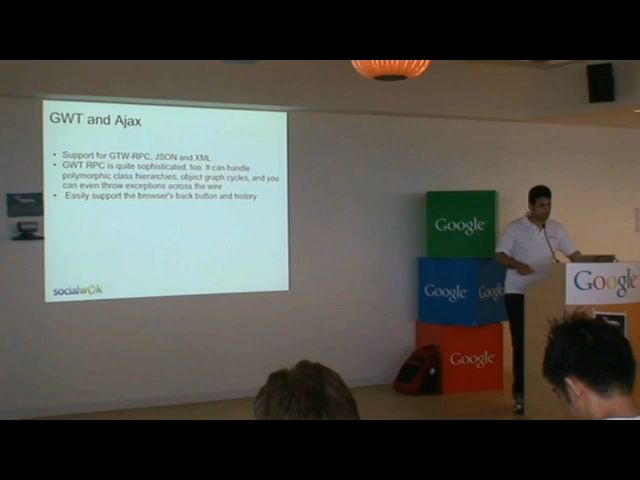 GWT and Ajax
• Support for GTW-RPC, JSON and XML
• GWT RPC is quite sophisticated, too. It can handle
polymorphic class hierarchies, object graph cycles, and you
can even throw exceptions across the wire
• Easily support the browser's back button and history
socialwok
Google
Google
Google
Google
Google